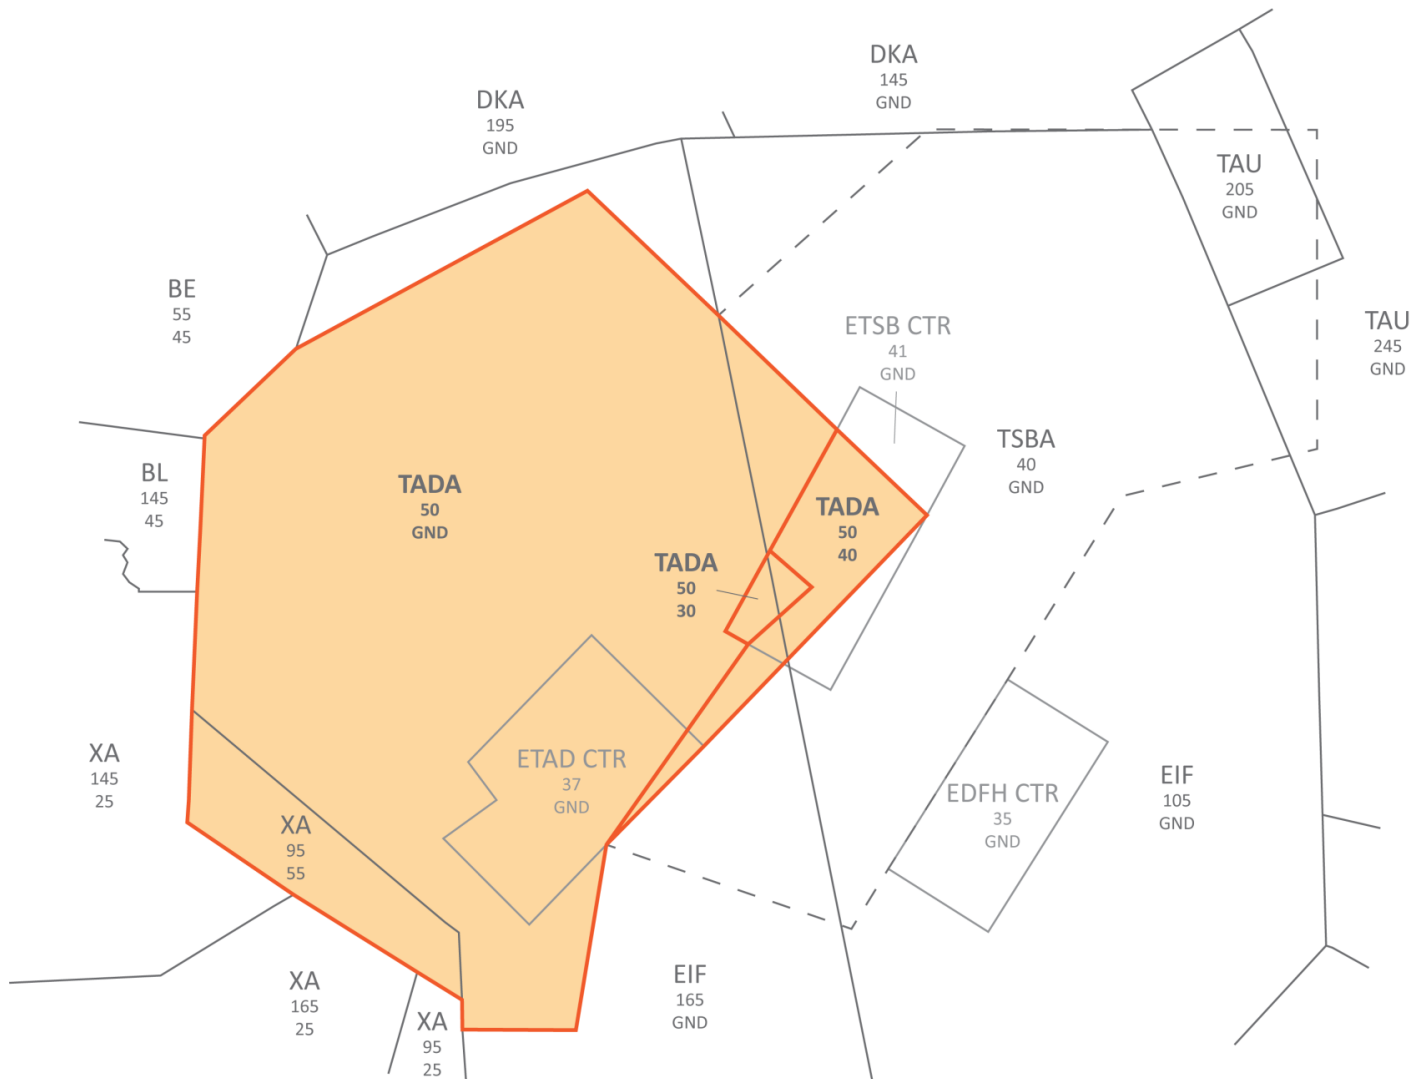 DKA
145
GND
DKA
195
GND
TAU
205
GND
BE
55
45
ETSB CTR
41
GND
TAU
245
GND
TSBA
40
GND
BL
145
45
TADA
50
GND
TADA
50
40
TADA
50
30
XA
145
25
ETAD CTR
37
GND
EDFH CTR
35
GND
EIF
105
GND
XA
95
55
XA
165
25
EIF
165
GND
XA
95
25